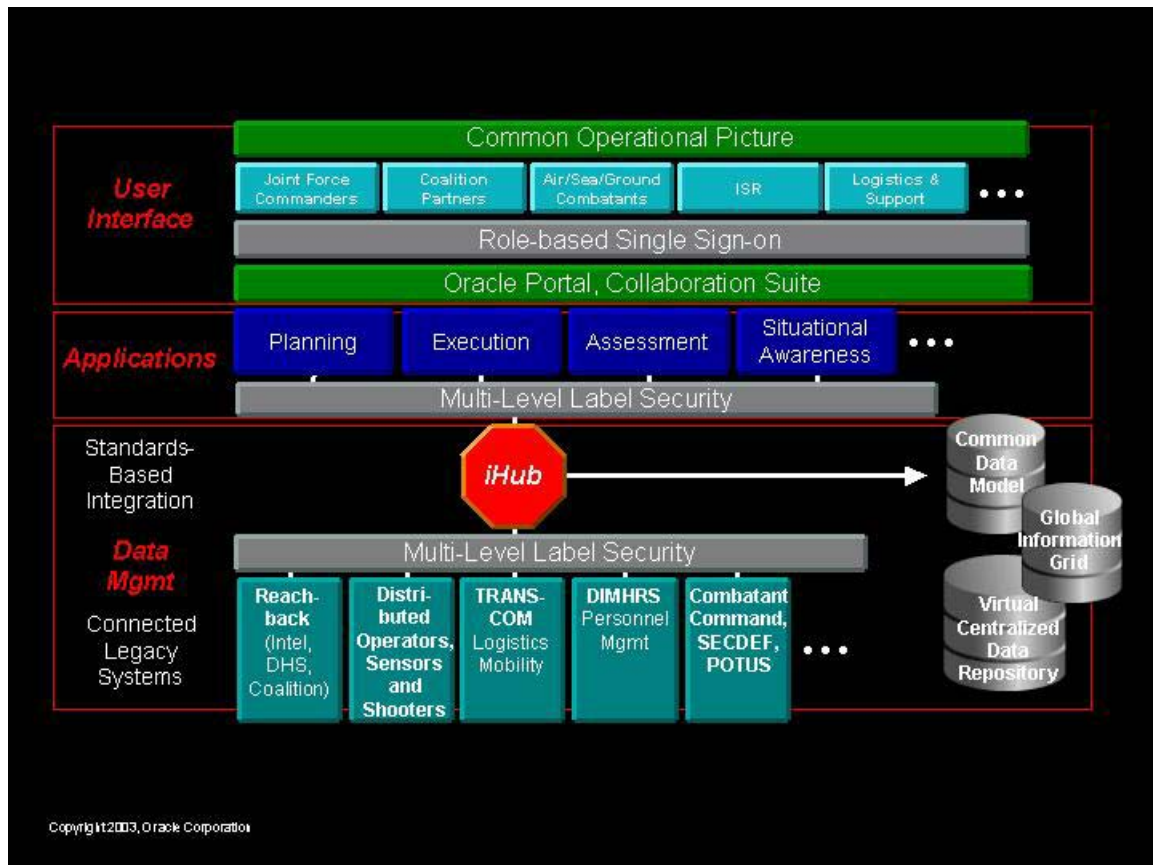 Common Operational Picture
User
Interface
Joint Force
Commanders
Coalition
Partners
Air/Sea/Ground
Combatants
ISR
Logistics &
Support
• • •
Role-based Single Sign-on
Oracle Portal, Collaboration Suite
Applications
Planning
Execution
Assessment
Situational
Awareness
• • •
Multi-Level Label Security
Standards-
Based
Integration
iHub
Common
Data
Model
Global
Information
Grid
Virtual
Centralized
Data
Repository
Data
Mgmt
Multi-Level Label Security
Connected
Legacy
Systems
Reach-
back
(Intel,
DHS,
Coalition)
Distri-
buted
Operators,
Sensors
and
Shooters
TRANS-
COM
Logistics
Mobility
DIMHRS
Personnel
Mgmt
Combatant
Command,
SECDEF,
POTUS
• • •
Copyright 2003, Oracle Corporation